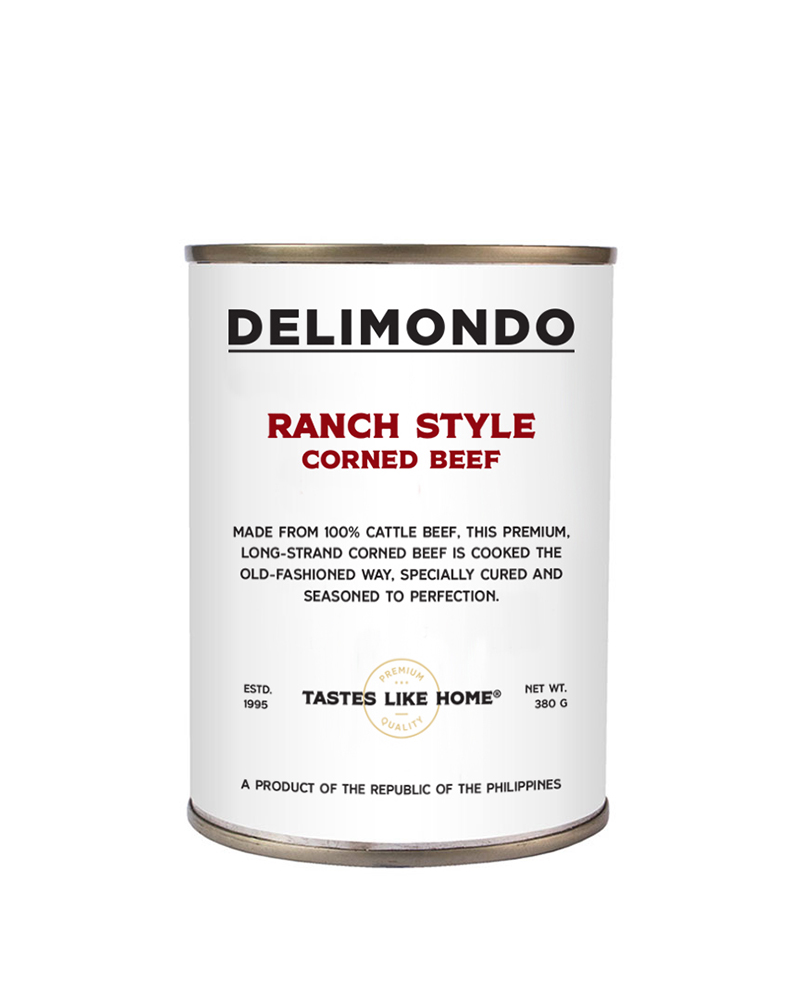 DELIMONDO
RANCH STYLE
CORNED BEEF
MADE FROM 100% CATTLE BEEF, THIS PREMIUM,
LONG-STRAND CORNED BEEF IS COOKED THE
OLD-FASHIONED WAY, SPECIALLY CURED AND
SEASONED TO PERFECTION.
ESTD.
1995
PREMIUM
TASTES LIKE HOME®
QUALITY
NET WT.
380 G
A PRODUCT OF THE REPUBLIC OF THE PHILIPPINES